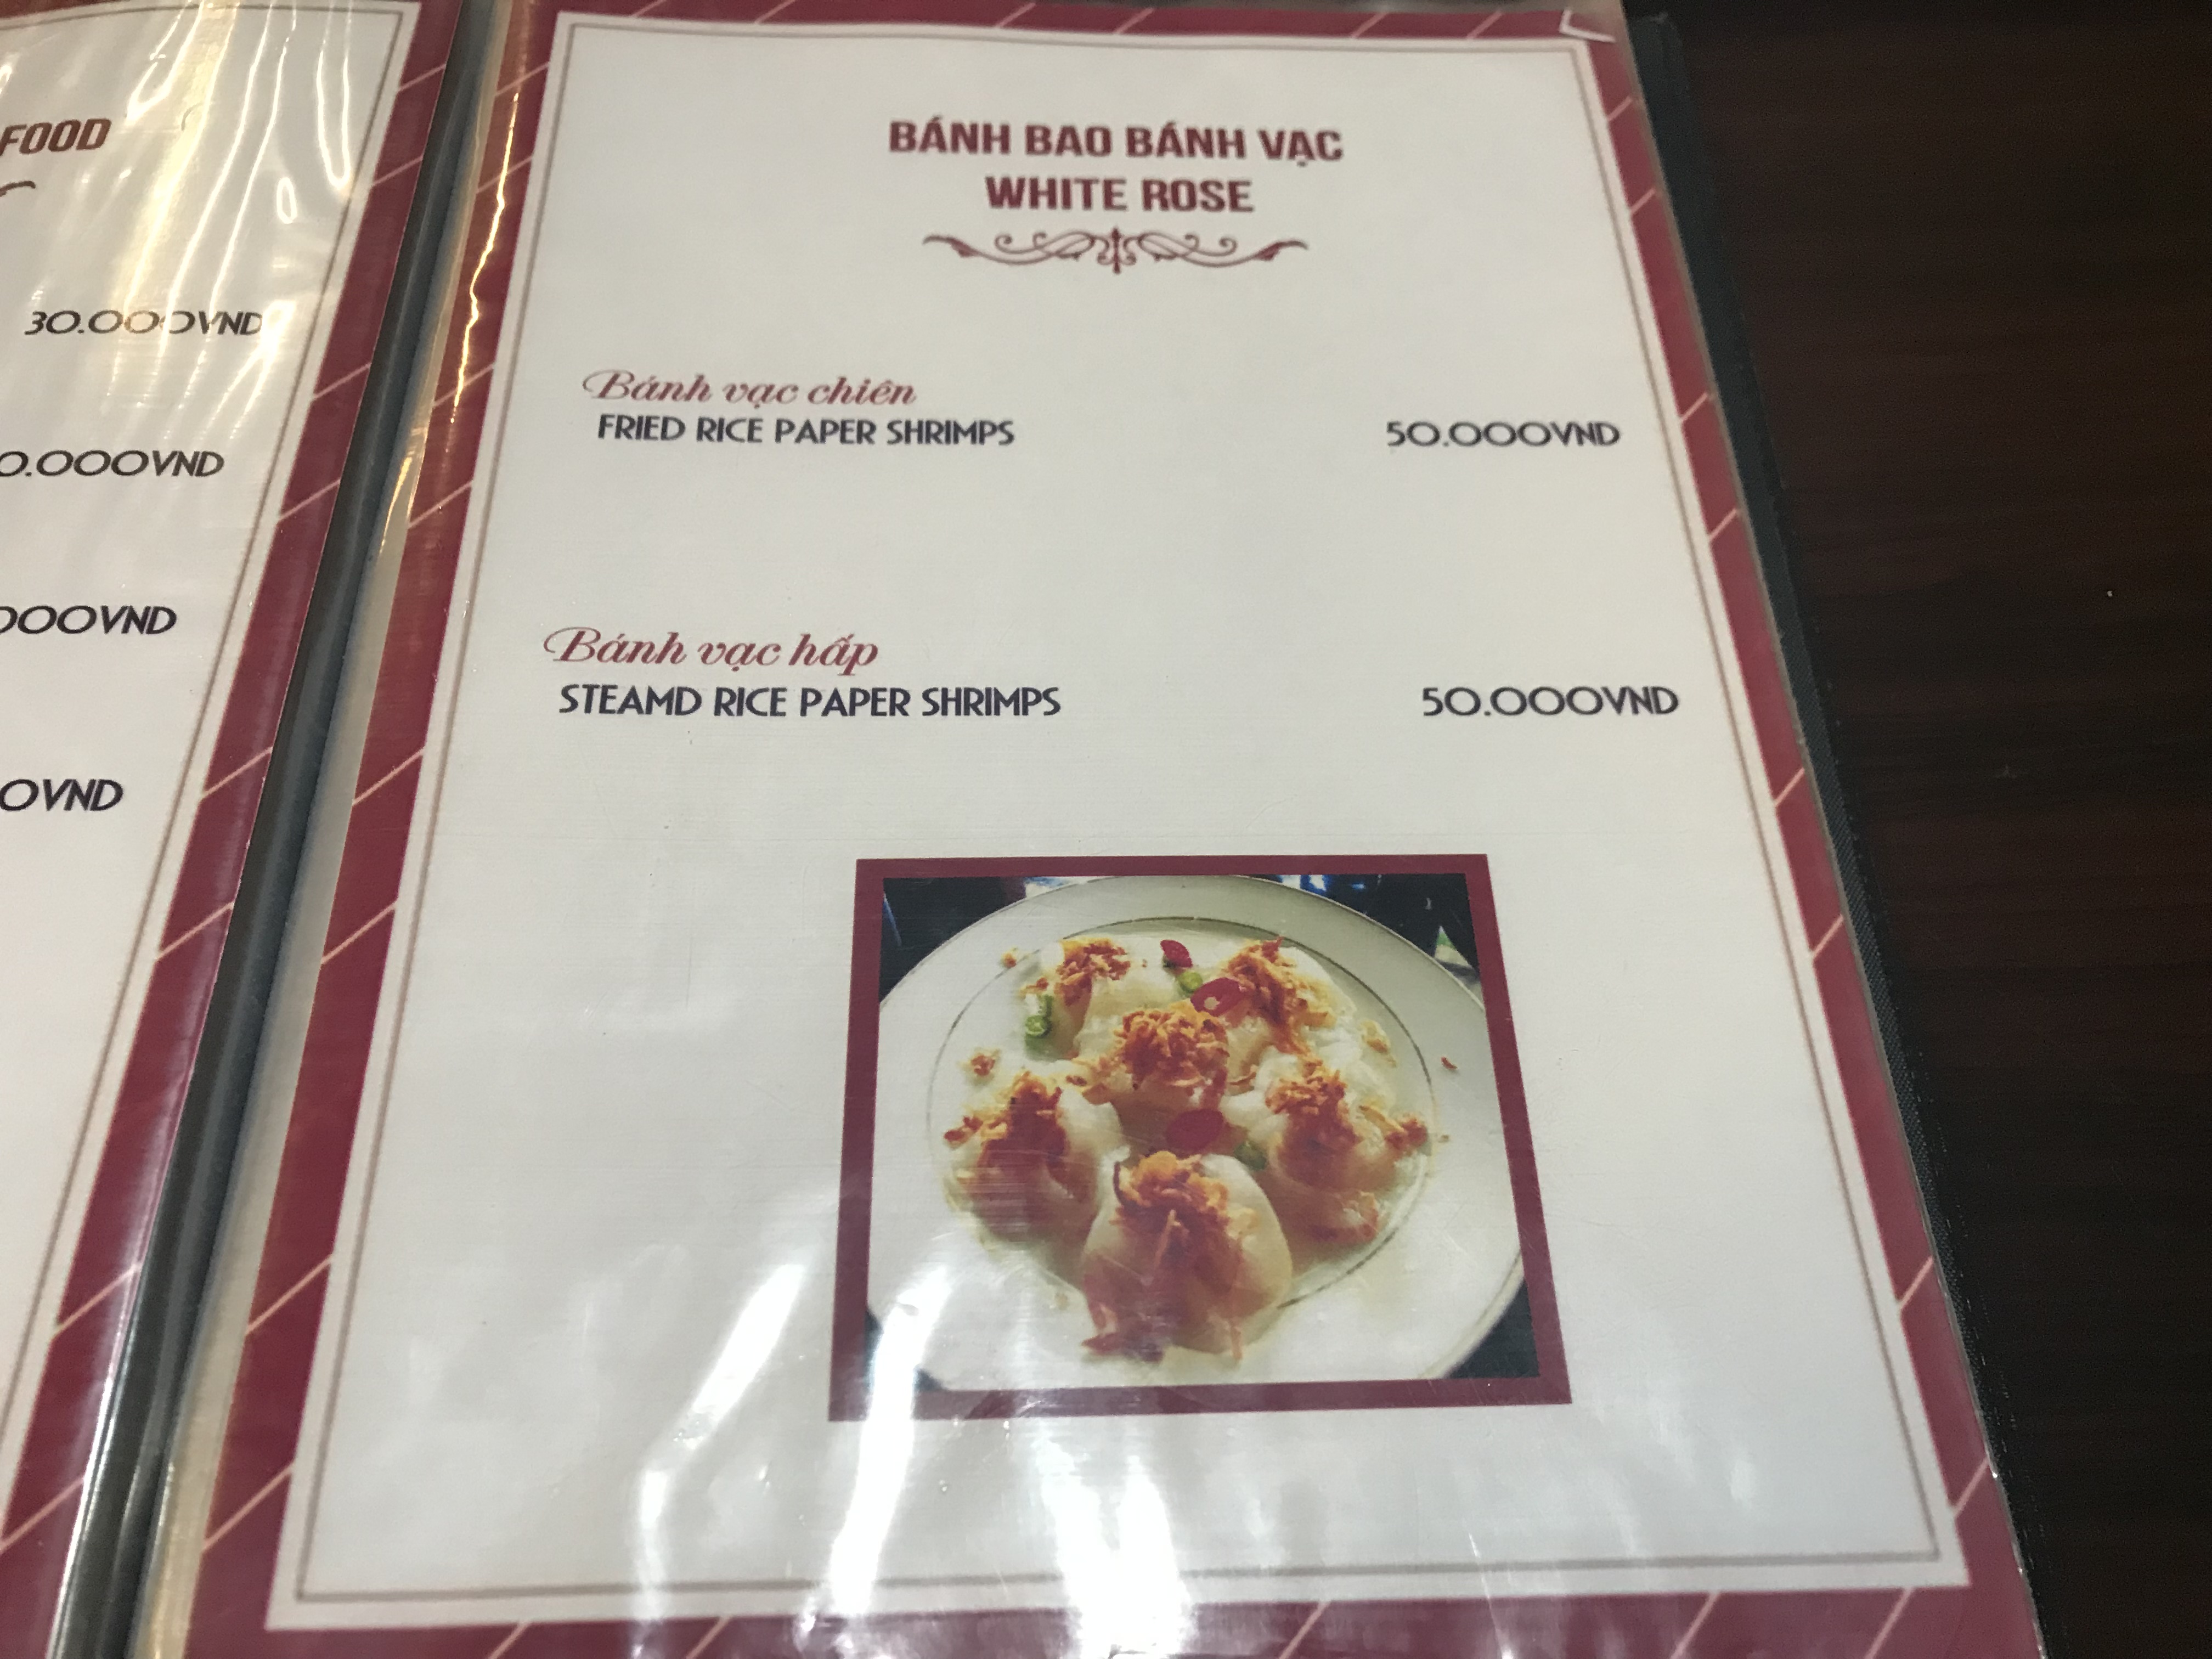 FOOD
30.000VND
BÁNH BAO BÁNH VẠC
WHITE ROSE
Bánh vạc chiên
FRIED RICE PAPER SHRIMPS 50.000VND
Bánh vạc hấp
STEAMD RICE PAPER SHRIMPS 50.000VND